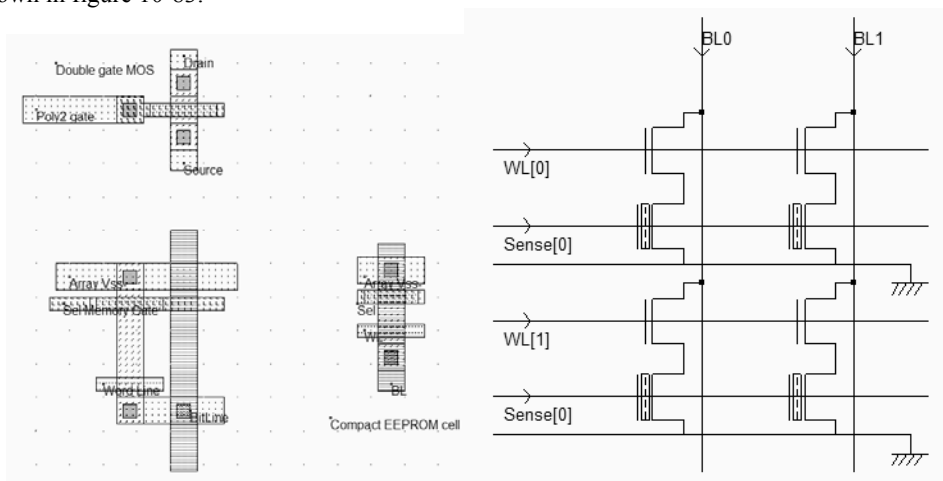 own in figure 10-85.
Double gate MOS
Drain
Poly2 gate
Source
Array Vss
Sel Memory Gate
Word Line
BitLine
Array Vss
Sel
WL
BL
Compact EEPROM cell
BL0
BL1
WL[0]
Sense[0]
WL[1]
Sense[0]